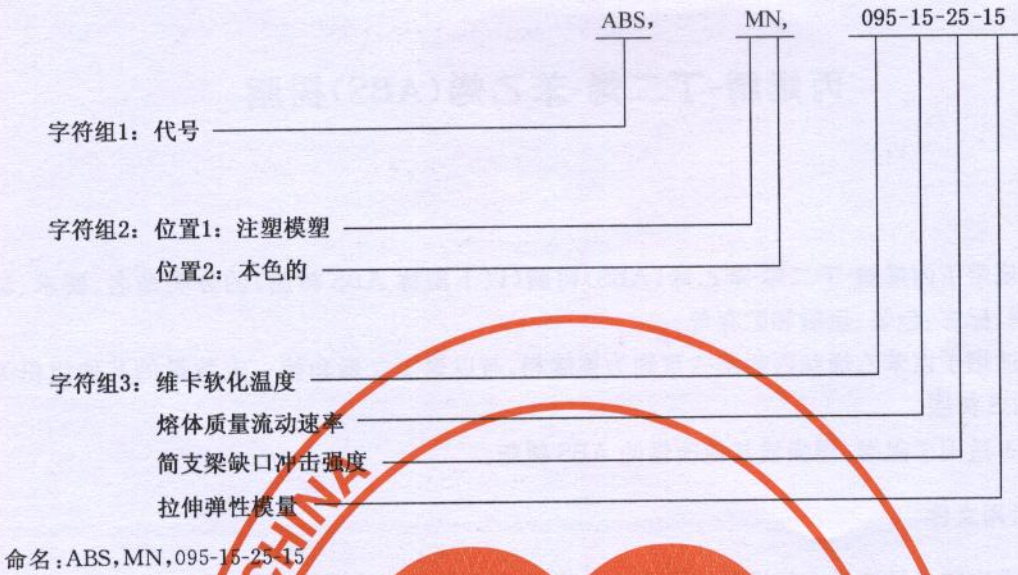 ABS, MN, 095-15-25-15
字符组1：代号
字符组2：位置1：注塑模塑
位置2：本色的
字符组3：维卡软化温度
熔体质量流动速率
简支梁缺口冲击强度
拉伸弹性模量
CHINA
命名：ABS，MN，095-15-25-15